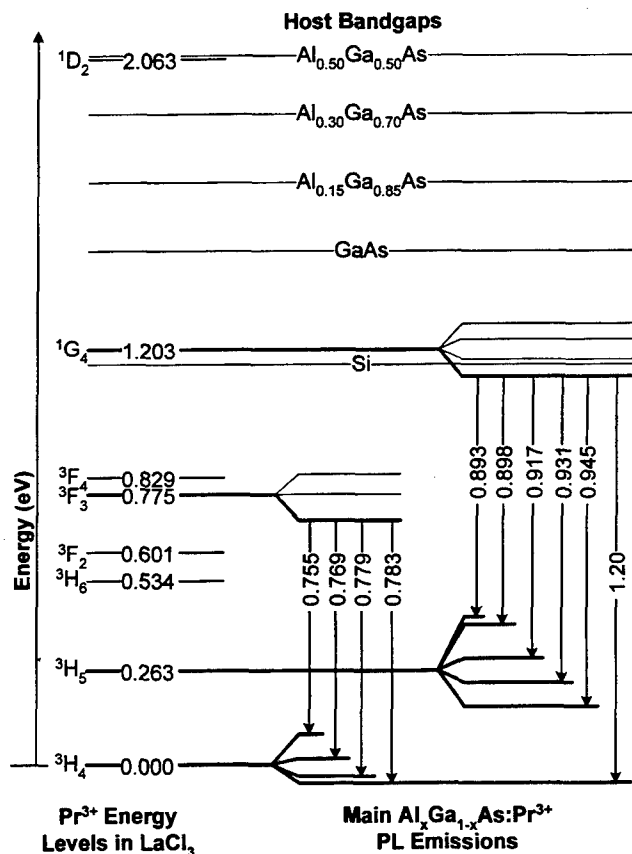 Host Bandgaps
¹D₂ 2.063 Al₀.₅₀Ga₀.₅₀As
Al₀.₃₀Ga₀.₇₀As
Al₀.₁₅Ga₀.₈₅As
GaAs
¹G₄ 1.203
Si
³F₄ 0.829
³F₃ 0.775
³F₂ 0.601
³H₆ 0.534
³H₅ 0.263
³H₄ 0.000
Energy (eV)
0.755
0.769
0.779
0.783
0.893
0.898
0.917
0.931
0.945
1.20
Pr³⁺ Energy
Levels in LaCl₃
Main AlₓGa₁₋ₓAs:Pr³⁺
PL Emissions